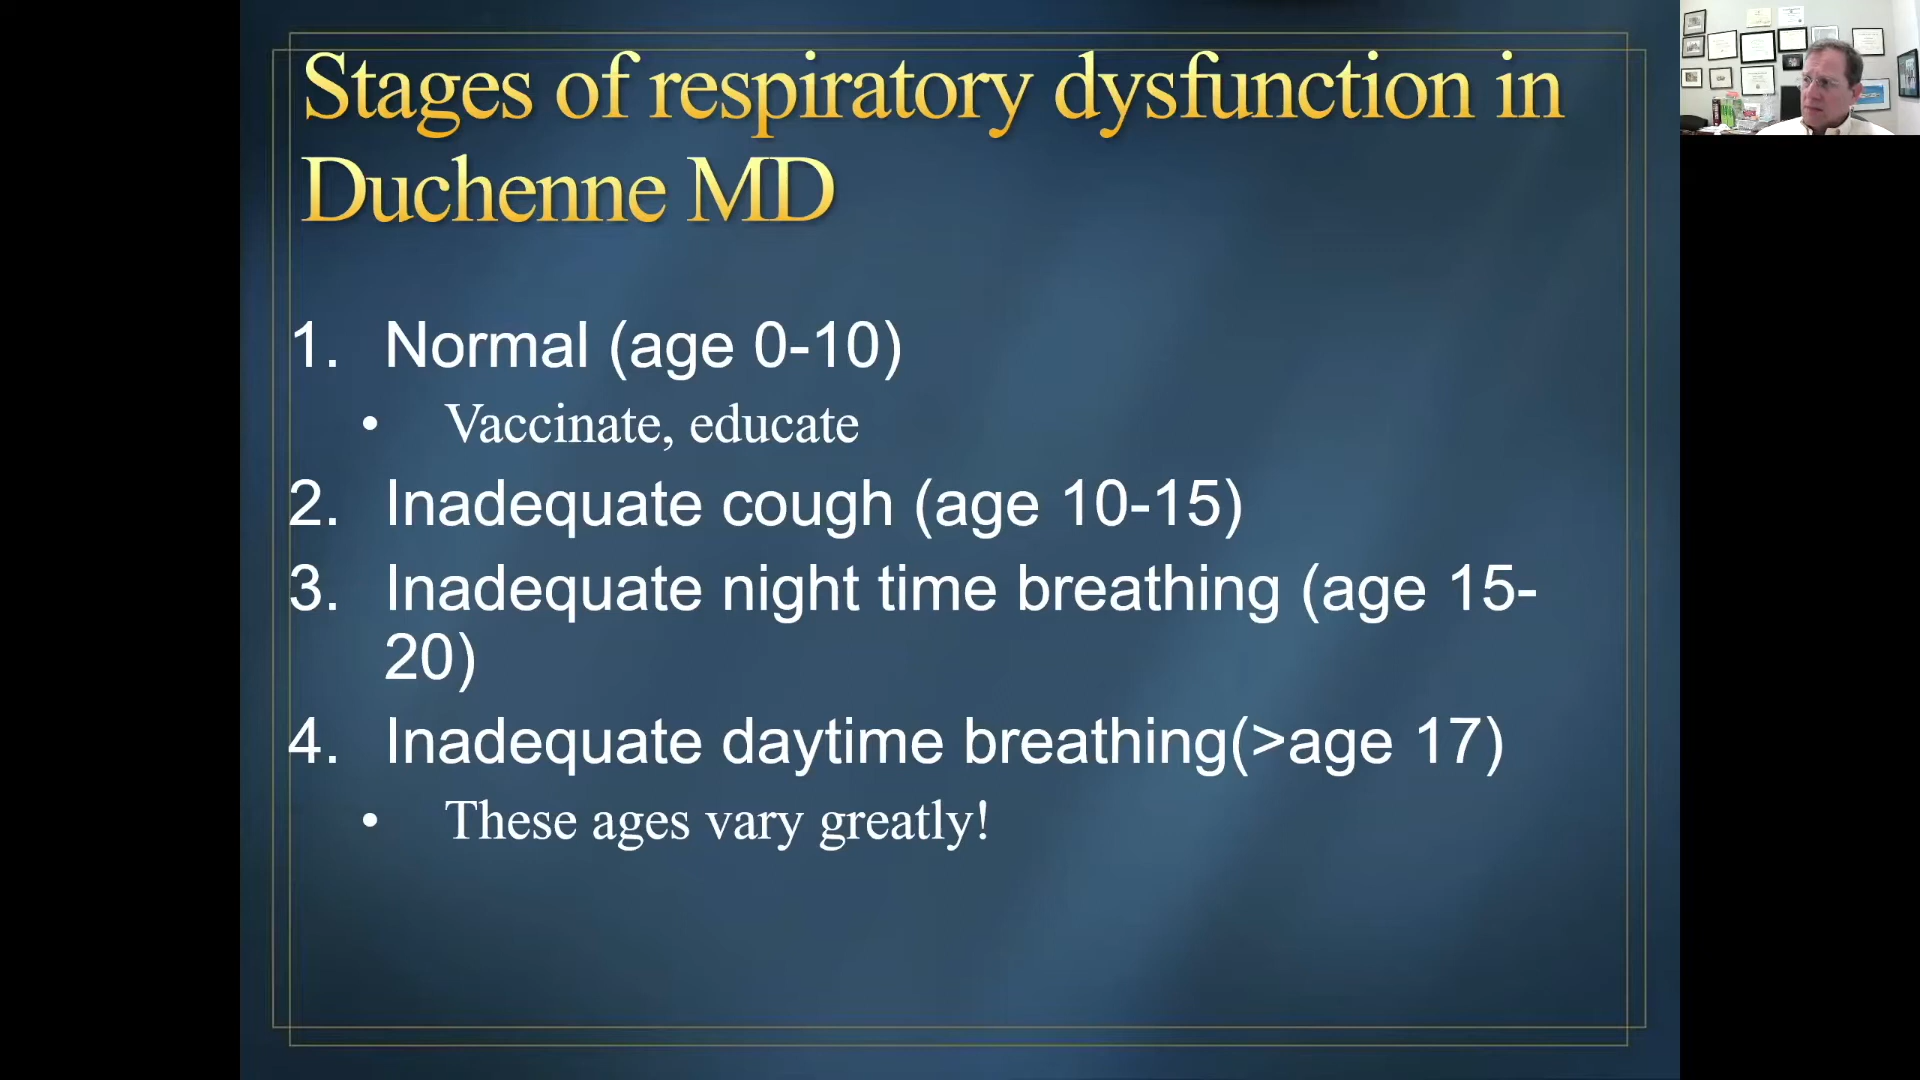 Stages of respiratory dysfunction in
Duchenne MD
1. Normal (age 0-10)
• Vaccinate, educate
2. Inadequate cough (age 10-15)
3. Inadequate night time breathing (age 15-
20)
4. Inadequate daytime breathing(>age 17)
• These ages vary greatly!